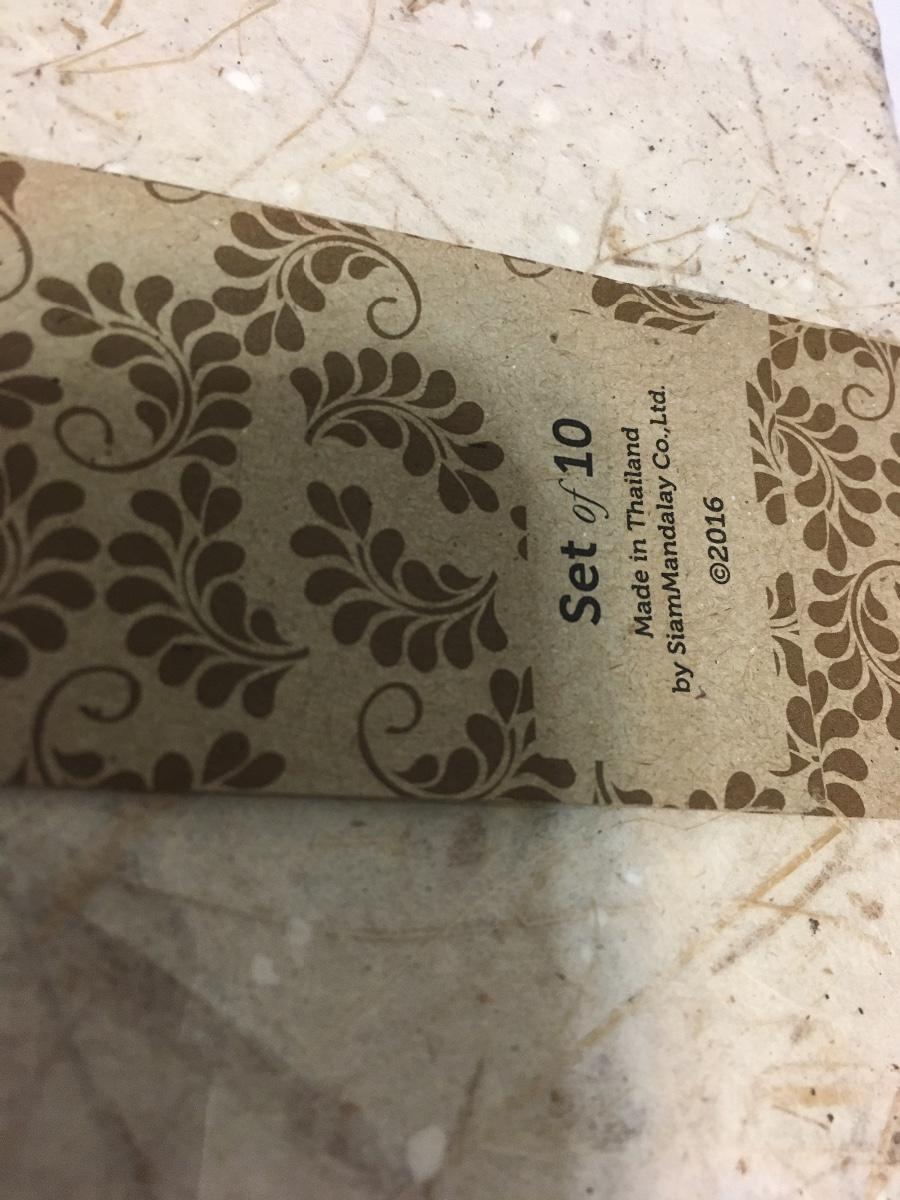 Set of 10
Made in Thailand
by SiamMandalay Co.,Ltd.
©2016